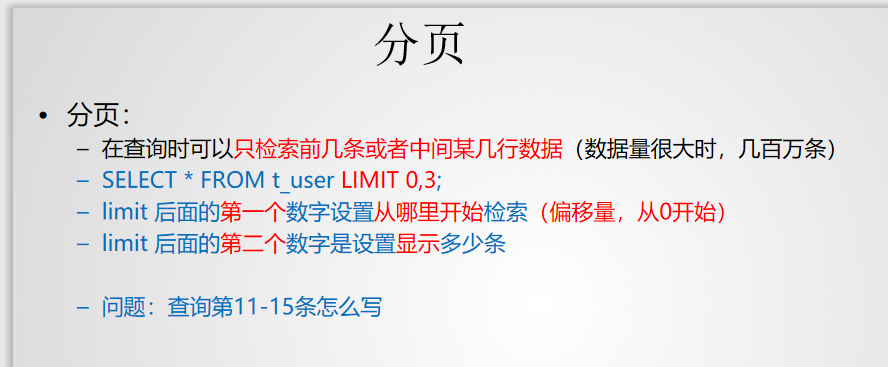 分页
• 分页：
– 在查询时可以只检索前几条或者中间某几行数据（数据量很大时，几百万条）
– SELECT * FROM t_user LIMIT 0,3;
– limit 后面的第一个数字设置从哪里开始检索（偏移量，从0开始）
– limit 后面的第二个数字是设置显示多少条
– 问题：查询第11-15条怎么写